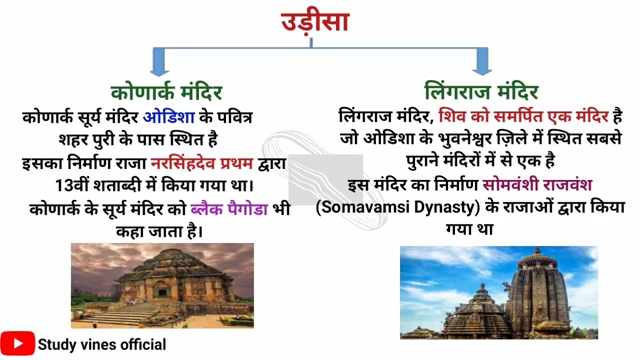 उड़ीसा
कोणार्क मंदिर
कोणार्क सूर्य मंदिर ओडिशा के पवित्र
शहर पुरी के पास स्थित है
इसका निर्माण राजा नरसिंहदेव प्रथम द्वारा
13वीं शताब्दी में किया गया था।
कोणार्क के सूर्य मंदिर को ब्लैक पैगोडा भी
कहा जाता है।
लिंगराज मंदिर
लिंगराज मंदिर, शिव को समर्पित एक मंदिर है
जो ओडिशा के भुवनेश्वर ज़िले में स्थित सबसे
पुराने मंदिरों में से एक है
इस मंदिर का निर्माण सोमवंशी राजवंश
(Somavamsi Dynasty) के राजाओं द्वारा किया
गया था
Study vines official